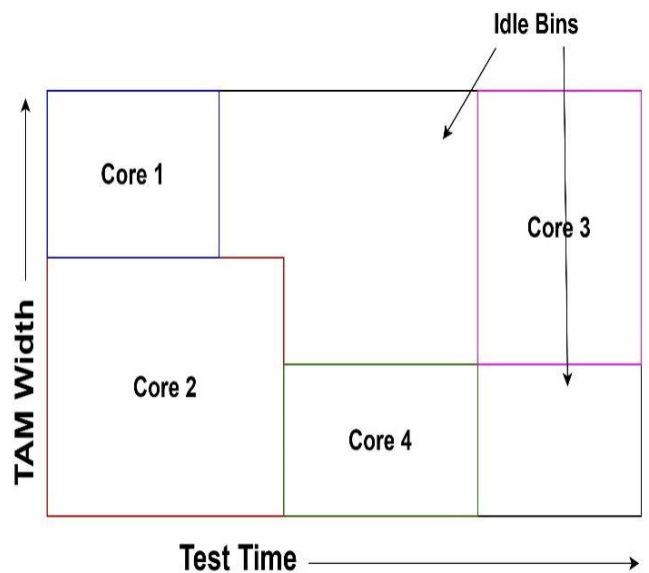 Idle Bins
Core 1
Core 3
TAM Width
Core 2
Core 4
Test Time